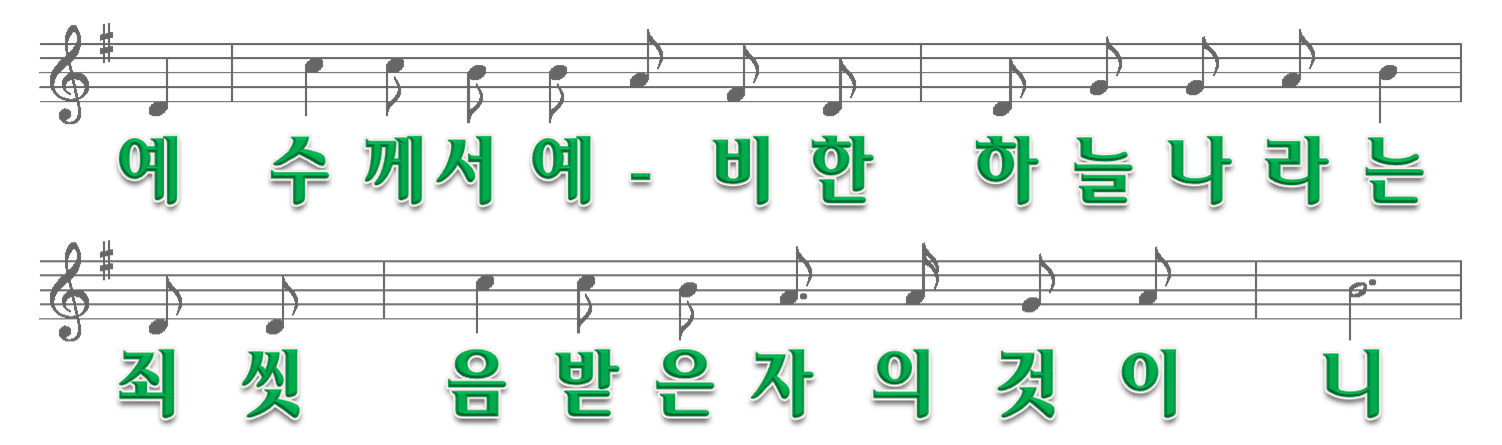 예 수 께 서 예 - 비 한 하 늘 나 라 는
죄 씻 음 받 은 자 의 것 이 니